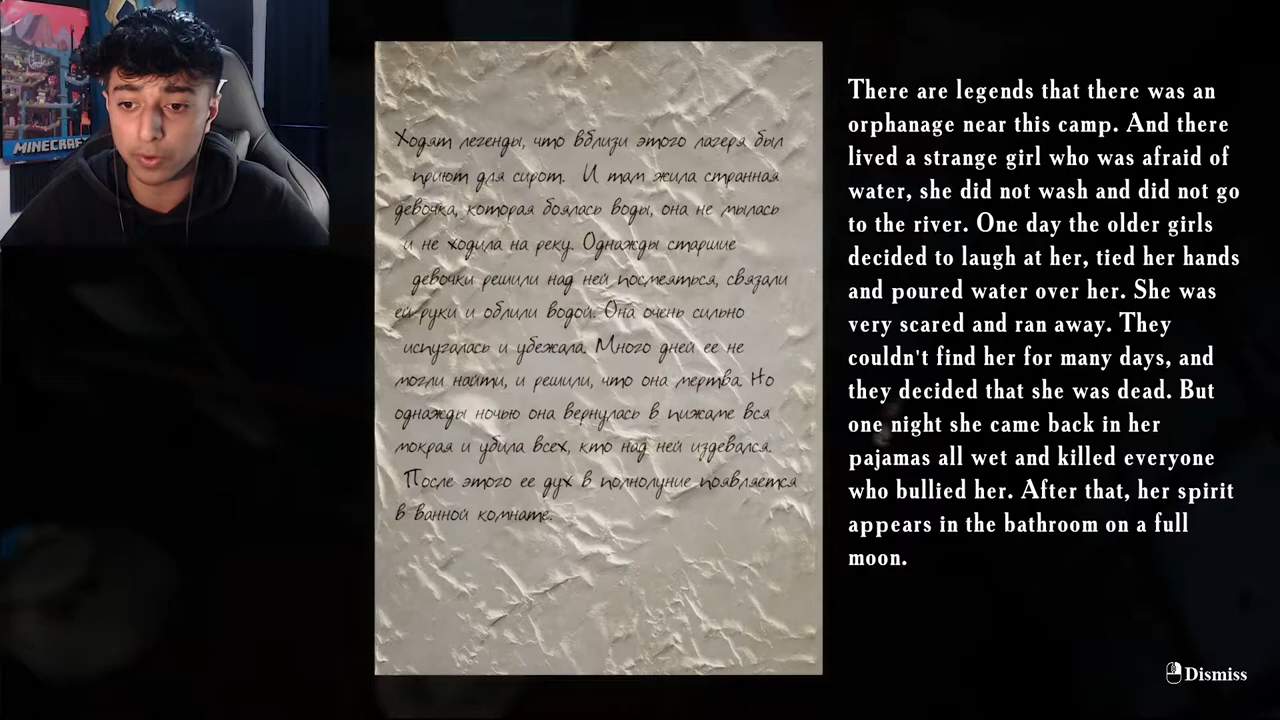 MINECRAFT
Ходят легенды, что вблизи этого лагеря был
приют для сирот. И там жила странная
девочка, которая боялась воды, она не мылась
и не ходила на реку. Однажды старшие
девочки решили над ней посмеяться, связали
ей руки и облили водой. Она очень сильно
испугалась и убежала. Много дней ее не
могли найти, и решили, что она мертва. Но
однажды ночью она вернулась в пижаме вся
мокрая и убила всех, кто над ней издевался.
После этого ее дух в полнолуние появляется
в ванной комнате.
There are legends that there was an
orphanage near this camp. And there
lived a strange girl who was afraid of
water, she did not wash and did not go
to the river. One day the older girls
decided to laugh at her, tied her hands
and poured water over her. She was
very scared and ran away. They
couldn't find her for many days, and
they decided that she was dead. But
one night she came back in her
pajamas all wet and killed everyone
who bullied her. After that, her spirit
appears in the bathroom on a full
moon.
Dismiss